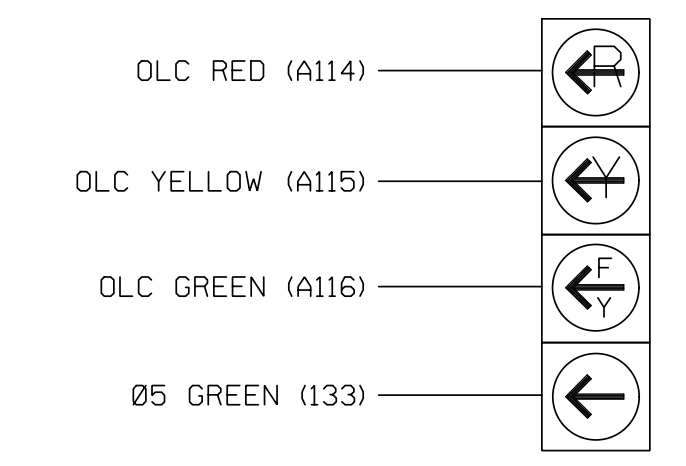 OLC RED (A114)
R
OLC YELLOW (A115)
Y
OLC GREEN (A116)
F
Y
Ø5 GREEN (133)